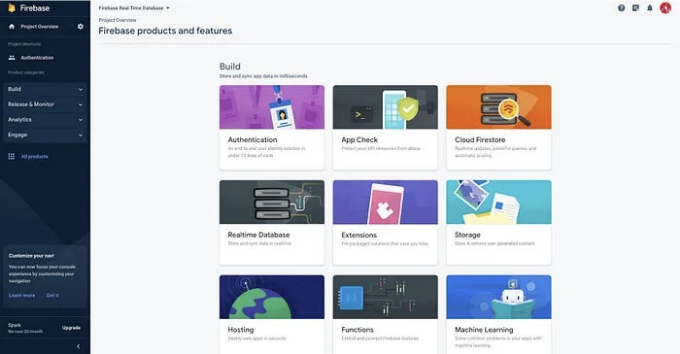 Firebase
Project Overview
Project shortcuts
Authentication
Product categories
Build
Release & Monitor
Analytics
Engage
All products
Customize your nav!
You can now focus your console
experience by customizing your
navigation
Learn more Got it
Spark
No-cost $0/month
Upgrade
Firebase Real Time Database
Project Overview
Firebase products and features
Build
Store and sync app data in milliseconds
Authentication
An end to end user identity solution in
under 10 lines of code
App Check
Protect your API resources from abuse
Cloud Firestore
Realtime updates, powerful queries, and
automatic scaling
Realtime Database
Store and sync data in realtime
Extensions
Pre-packaged solutions that save you time
Storage
Store & retrieve user generated content
Hosting
Deploy web apps in seconds
Functions
Extend and connect Firebase features
Machine Learning
Solve common problems in your apps with
machine learning